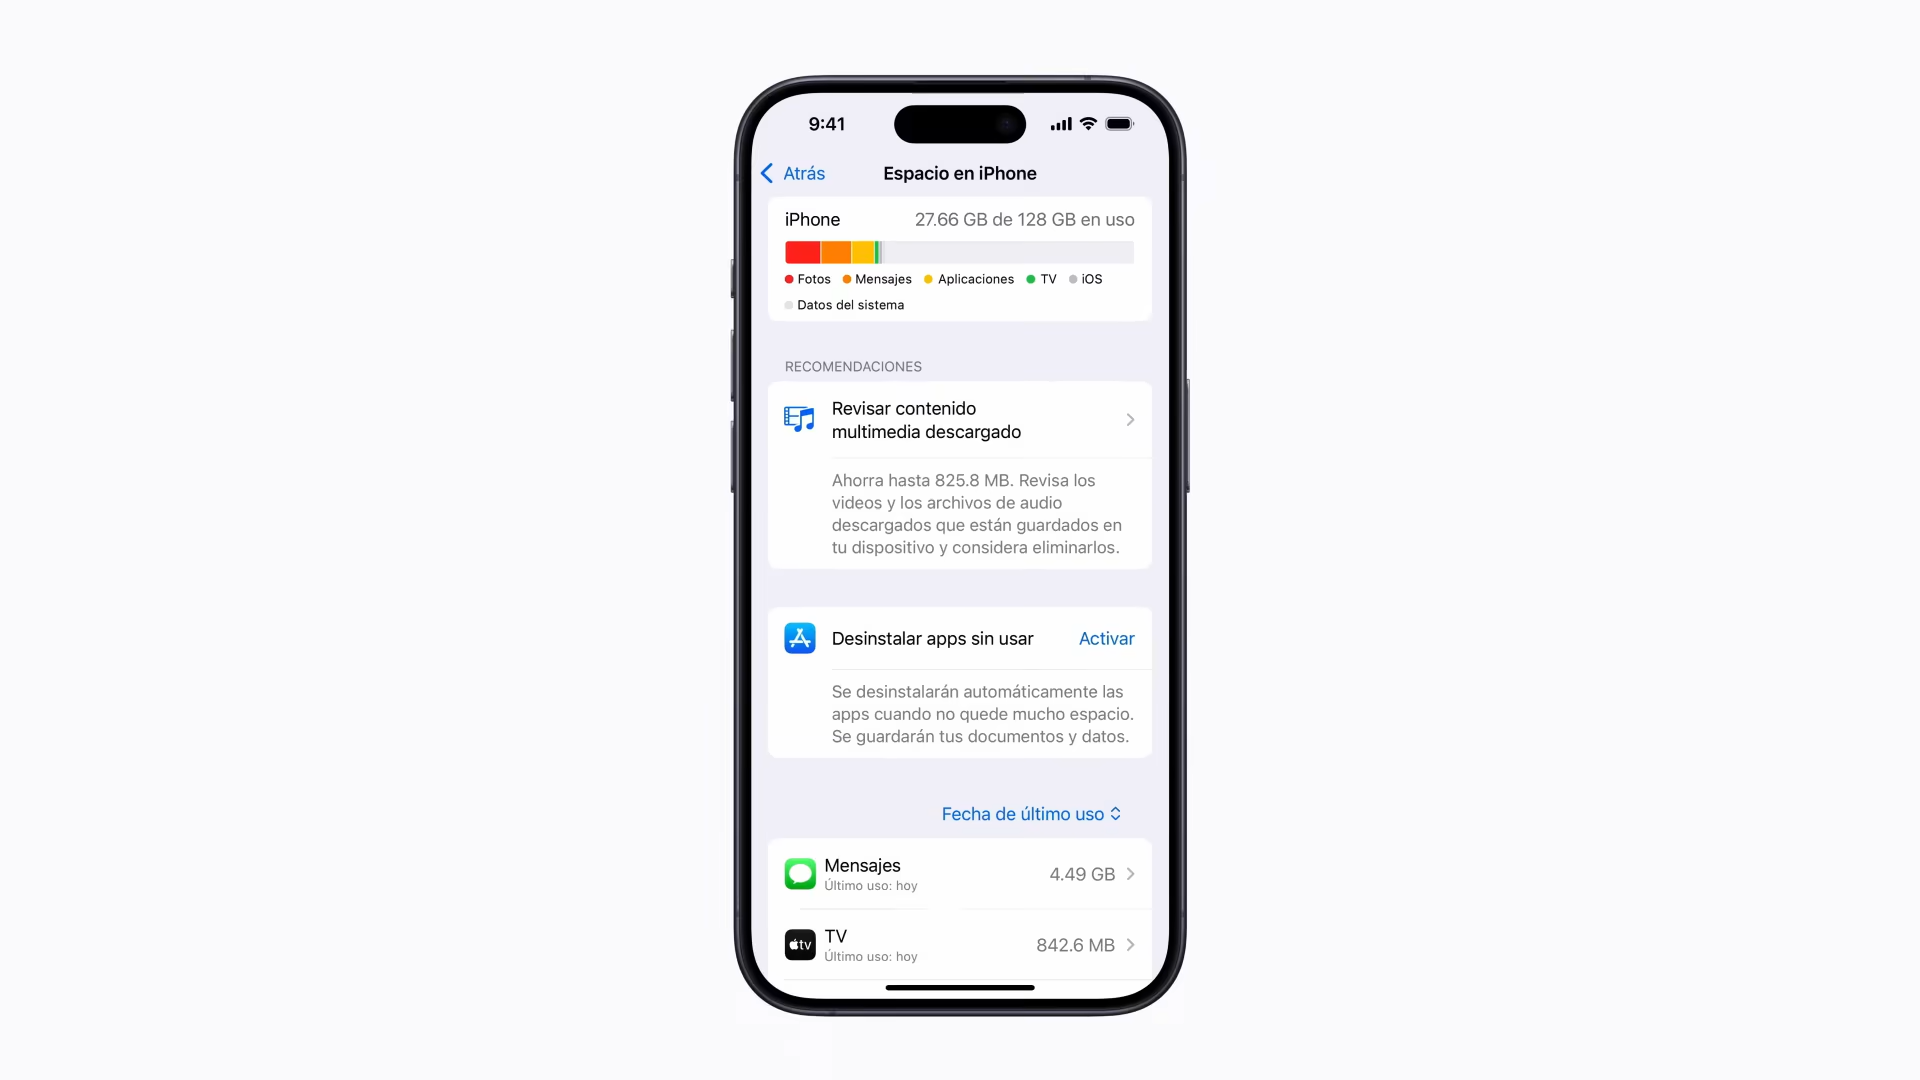 9:41
Atrás
Espacio en iPhone
iPhone
27.66 GB de 128 GB en uso
Fotos Mensajes Aplicaciones TV iOS
Datos del sistema
RECOMENDACIONES
Revisar contenido
multimedia descargado
Ahorra hasta 825.8 MB. Revisa los
videos y los archivos de audio
descargados que están guardados en
tu dispositivo y considera eliminarlos.
Desinstalar apps sin usar
Activar
Se desinstalarán automáticamente las
apps cuando no quede mucho espacio.
Se guardarán tus documentos y datos.
Fecha de último uso
Mensajes
Último uso: hoy
4.49 GB
tv
TV
Último uso: hoy
842.6 MB